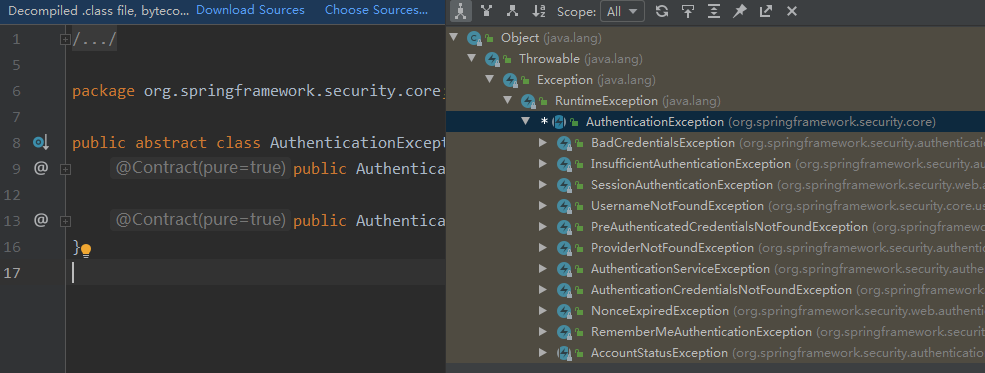 Decompiled .class file, byteco... Download Sources Choose Sources...
1 /.../
5
6 package org.springframework.security.core;
7
8 public abstract class AuthenticationExcept
9 @ @Contract(pure=true) public Authentica
12
13 @ @Contract(pure=true) public Authentica
16 }
17
Scope: All
Object (java.lang)
Throwable (java.lang)
Exception (java.lang)
RuntimeException (java.lang)
* AuthenticationException (org.springframework.security.core)
BadCredentialsException (org.springframework.security.authenticati
InsufficientAuthenticationException (org.springframework.security.
SessionAuthenticationException (org.springframework.security.web.
UsernameNotFoundException (org.springframework.security.core.us
PreAuthenticatedCredentialsNotFoundException (org.springframew
ProviderNotFoundException (org.springframework.security.authenti
AuthenticationServiceException (org.springframework.security.authe
AuthenticationCredentialsNotFoundException (org.springframework
NonceExpiredException (org.springframework.security.web.authenti
RememberMeAuthenticationException (org.springframework.securit
AccountStatusException (org.springframework.security.authenticatio